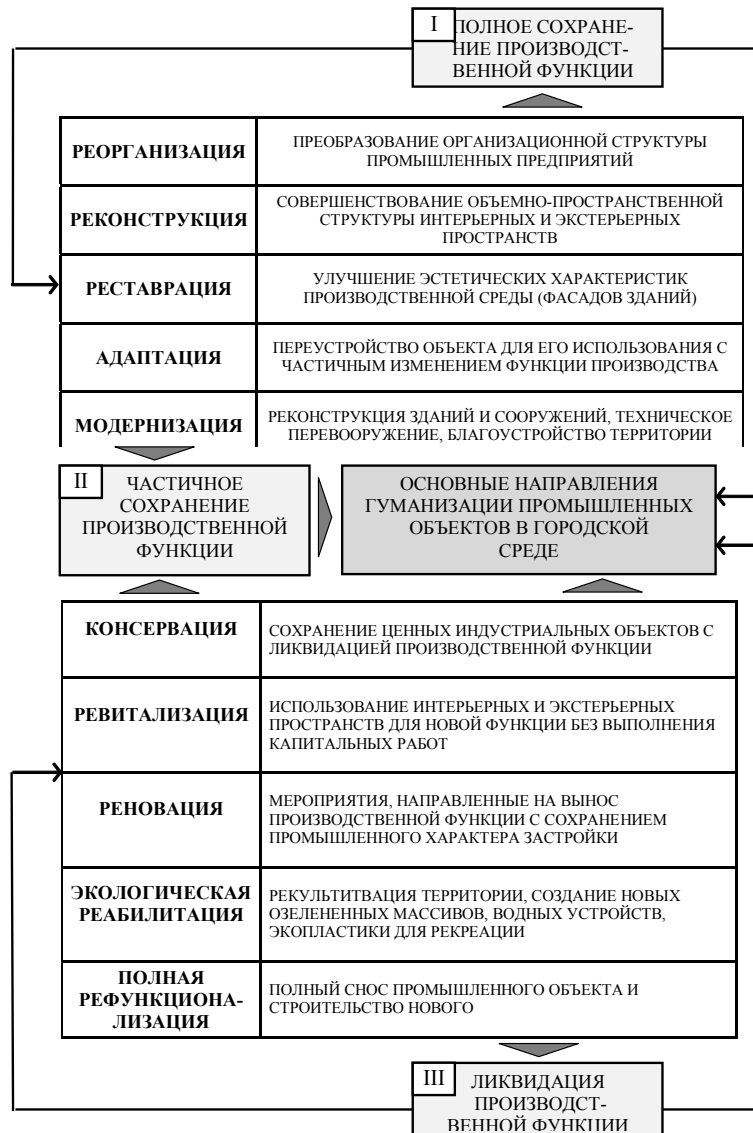 I
ПОЛНОЕ СОХРАНЕ-
НИЕ ПРОИЗВОДСТ-
ВЕННОЙ ФУНКЦИИ
РЕОРГАНИЗАЦИЯ
ПРЕОБРАЗОВАНИЕ ОРГАНИЗАЦИОННОЙ СТРУКТУРЫ
ПРОМЫШЛЕННЫХ ПРЕДПРИЯТИЙ
РЕКОНСТРУКЦИЯ
СОВЕРШЕНСТВОВАНИЕ ОБЪЕМНО-ПРОСТРАНСТВЕННОЙ
СТРУКТУРЫ ИНТЕРЬЕРНЫХ И ЭКСТЕРЬЕРНЫХ
ПРОСТРАНСТВ
РЕСТАВРАЦИЯ
УЛУЧШЕНИЕ ЭСТЕТИЧЕСКИХ ХАРАКТЕРИСТИК
ПРОИЗВОДСТВЕННОЙ СРЕДЫ (ФАСАДОВ ЗДАНИЙ)
АДАПТАЦИЯ
ПЕРЕУСТРОЙСТВО ОБЪЕКТА ДЛЯ ЕГО ИСПОЛЬЗОВАНИЯ С
ЧАСТИЧНЫМ ИЗМЕНЕНИЕМ ФУНКЦИИ ПРОИЗВОДСТВА
МОДЕРНИЗАЦИЯ
РЕКОНСТРУКЦИЯ ЗДАНИЙ И СООРУЖЕНИЙ, ТЕХНИЧЕСКОЕ
ПЕРЕВООРУЖЕНИЕ, БЛАГОУСТРОЙСТВО ТЕРРИТОРИИ
II
ЧАСТИЧНОЕ
СОХРАНЕНИЕ
ПРОИЗВОДСТВЕННОЙ
ФУНКЦИИ
ОСНОВНЫЕ НАПРАВЛЕНИЯ
ГУМАНИЗАЦИИ ПРОМЫШЛЕННЫХ
ОБЪЕКТОВ В ГОРОДСКОЙ
СРЕДЕ
КОНСЕРВАЦИЯ
СОХРАНЕНИЕ ЦЕННЫХ ИНДУСТРИАЛЬНЫХ ОБЪЕКТОВ С
ЛИКВИДАЦИЕЙ ПРОИЗВОДСТВЕННОЙ ФУНКЦИИ
РЕВИТАЛИЗАЦИЯ
ИСПОЛЬЗОВАНИЕ ИНТЕРЬЕРНЫХ И ЭКСТЕРЬЕРНЫХ
ПРОСТРАНСТВ ДЛЯ НОВОЙ ФУНКЦИИ БЕЗ ВЫПОЛНЕНИЯ
КАПИТАЛЬНЫХ РАБОТ
РЕНОВАЦИЯ
МЕРОПРИЯТИЯ, НАПРАВЛЕННЫЕ НА ВЫНОС
ПРОИЗВОДСТВЕННОЙ ФУНКЦИИ С СОХРАНЕНИЕМ
ПРОМЫШЛЕННОГО ХАРАКТЕРА ЗАСТРОЙКИ
ЭКОЛОГИЧЕСКАЯ
РЕАБИЛИТАЦИЯ
РЕКУЛЬТИТВАЦИЯ ТЕРРИТОРИИ, СОЗДАНИЕ НОВЫХ
ОЗЕЛЕНЕННЫХ МАССИВОВ, ВОДНЫХ УСТРОЙСТВ,
ЭКОПЛАСТИКИ ДЛЯ РЕКРЕАЦИИ
ПОЛНАЯ
РЕФУНКЦИОНА-
ЛИЗАЦИЯ
ПОЛНЫЙ СНОС ПРОМЫШЛЕННОГО ОБЪЕКТА И
СТРОИТЕЛЬСТВО НОВОГО
III
ЛИКВИДАЦИЯ
ПРОИЗВОДСТ-
ВЕННОЙ ФУНКЦИИ